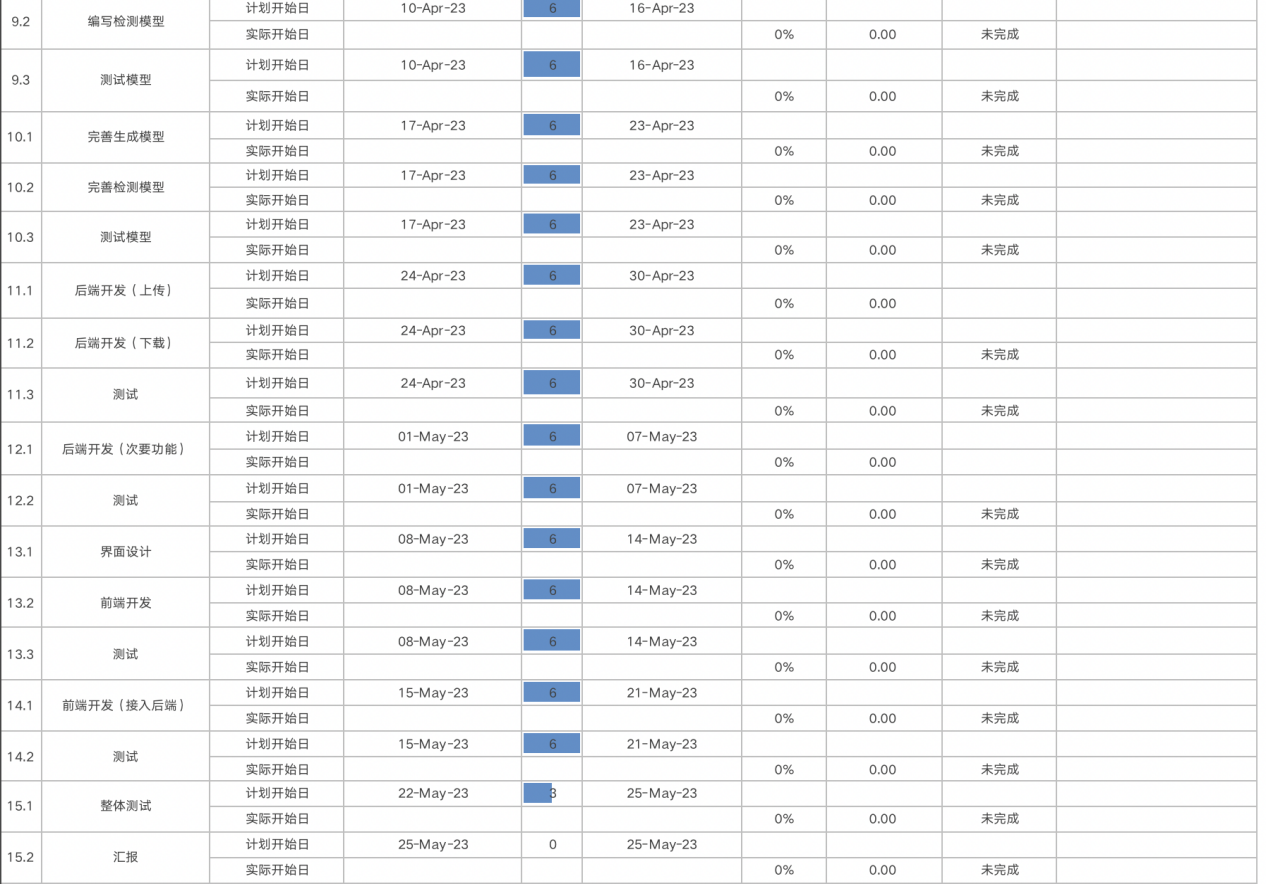 9.2 编写检测模型 计划开始日 10-Apr-23 6 16-Apr-23
实际开始日 0% 0.00 未完成
9.3 测试模型 计划开始日 10-Apr-23 6 16-Apr-23
实际开始日 0% 0.00 未完成
10.1 完善生成模型 计划开始日 17-Apr-23 6 23-Apr-23
实际开始日 0% 0.00 未完成
10.2 完善检测模型 计划开始日 17-Apr-23 6 23-Apr-23
实际开始日 0% 0.00 未完成
10.3 测试模型 计划开始日 17-Apr-23 6 23-Apr-23
实际开始日 0% 0.00 未完成
11.1 后端开发（上传） 计划开始日 24-Apr-23 6 30-Apr-23
实际开始日 0% 0.00
11.2 后端开发（下载） 计划开始日 24-Apr-23 6 30-Apr-23
实际开始日 0% 0.00 未完成
11.3 测试 计划开始日 24-Apr-23 6 30-Apr-23
实际开始日 0% 0.00 未完成
12.1 后端开发（次要功能） 计划开始日 01-May-23 6 07-May-23
实际开始日 0% 0.00
12.2 测试 计划开始日 01-May-23 6 07-May-23
实际开始日 0% 0.00 未完成
13.1 界面设计 计划开始日 08-May-23 6 14-May-23
实际开始日 0% 0.00 未完成
13.2 前端开发 计划开始日 08-May-23 6 14-May-23
实际开始日 0% 0.00 未完成
13.3 测试 计划开始日 08-May-23 6 14-May-23
实际开始日 0% 0.00 未完成
14.1 前端开发（接入后端） 计划开始日 15-May-23 6 21-May-23
实际开始日 0% 0.00 未完成
14.2 测试 计划开始日 15-May-23 6 21-May-23
实际开始日 0% 0.00 未完成
15.1 整体测试 计划开始日 22-May-23 3 25-May-23
实际开始日 0% 0.00 未完成
15.2 汇报 计划开始日 25-May-23 0 25-May-23
实际开始日 0% 0.00 未完成